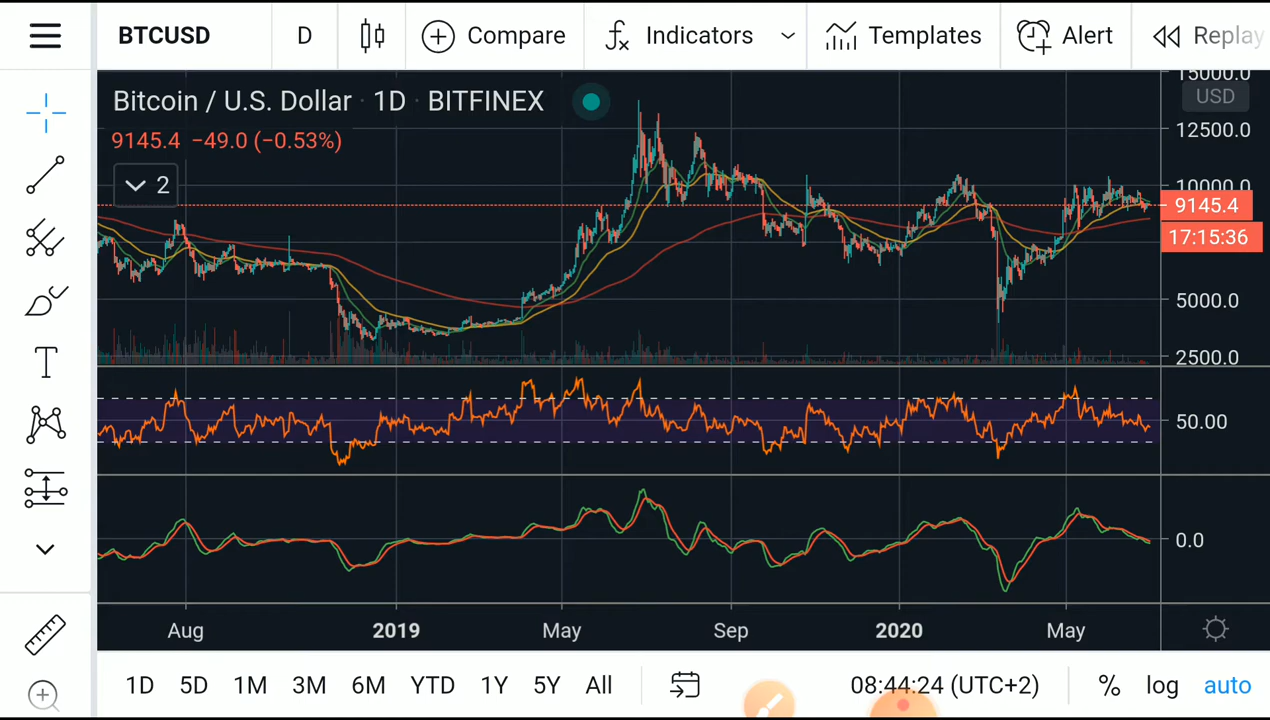 BTCUSD D Compare Indicators Templates Alert Replay
Bitcoin / U.S. Dollar · 1D · BITFINEX
9145.4 −49.0 (−0.53%)
2
15000.0
USD
12500.0
10000.0
9145.4
17:15:36
5000.0
2500.0
50.00
0.0
Aug 2019 May Sep 2020 May
1D 5D 1M 3M 6M YTD 1Y 5Y All 08:44:24 (UTC+2) % log auto